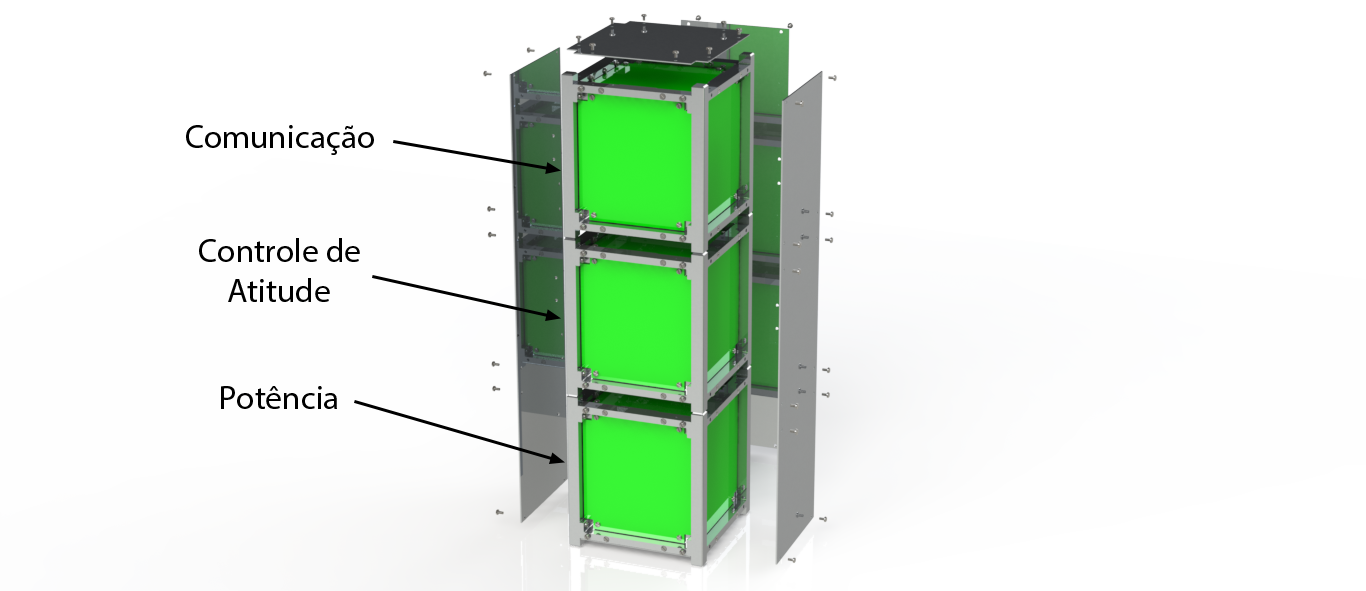 Comunicação
Controle de
Atitude
Potência